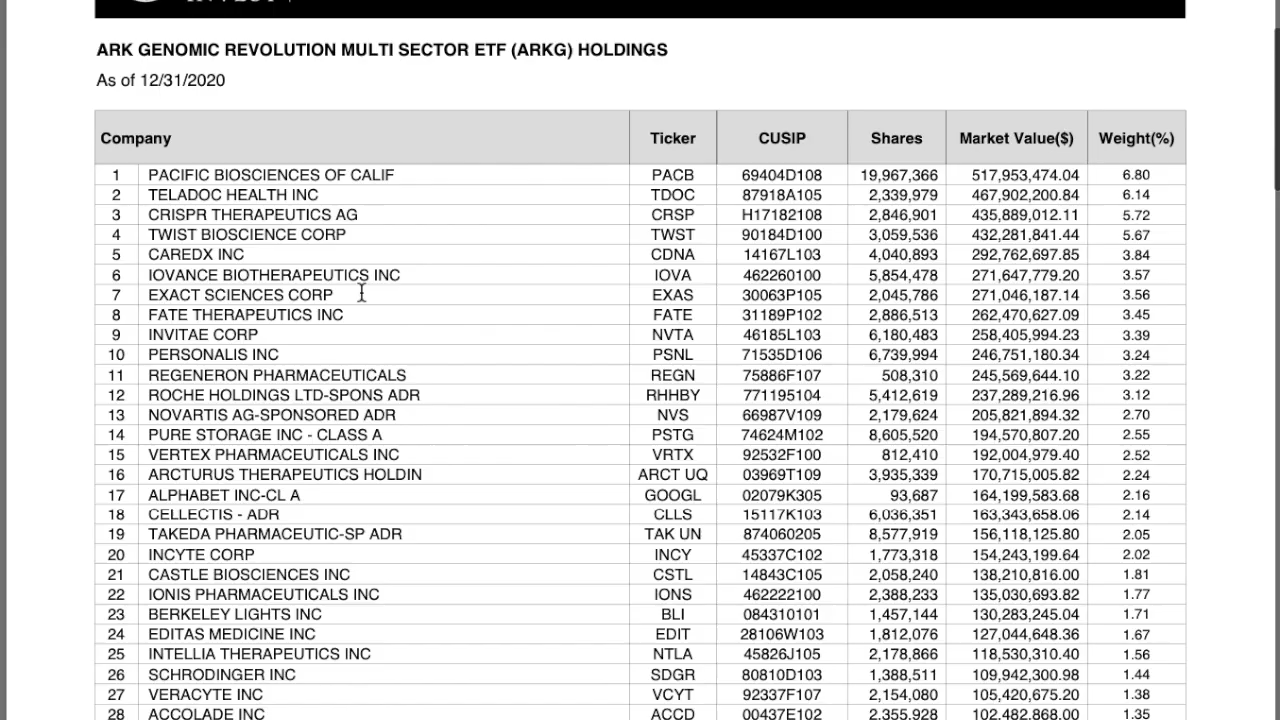 ARK GENOMIC REVOLUTION MULTI SECTOR ETF (ARKG) HOLDINGS
As of 12/31/2020
Company Ticker CUSIP Shares Market Value($) Weight(%)
1 PACIFIC BIOSCIENCES OF CALIF PACB 69404D108 19,967,366 517,953,474.04 6.80
2 TELADOC HEALTH INC TDOC 87918A105 2,339,979 467,902,200.84 6.14
3 CRISPR THERAPEUTICS AG CRSP H17182108 2,846,901 435,889,012.11 5.72
4 TWIST BIOSCIENCE CORP TWST 90184D100 3,059,536 432,281,841.44 5.67
5 CAREDX INC CDNA 14167L103 4,040,893 292,762,697.85 3.84
6 IOVANCE BIOTHERAPEUTICS INC IOVA 462260100 5,854,478 271,647,779.20 3.57
7 EXACT SCIENCES CORP EXAS 30063P105 2,045,786 271,046,187.14 3.56
8 FATE THERAPEUTICS INC FATE 31189P102 2,886,513 262,470,627.09 3.45
9 INVITAE CORP NVTA 46185L103 6,180,483 258,405,994.23 3.39
10 PERSONALIS INC PSNL 71535D106 6,739,994 246,751,180.34 3.24
11 REGENERON PHARMACEUTICALS REGN 75886F107 508,310 245,569,644.10 3.22
12 ROCHE HOLDINGS LTD-SPONS ADR RHHBY 771195104 5,412,619 237,289,216.96 3.12
13 NOVARTIS AG-SPONSORED ADR NVS 66987V109 2,179,624 205,821,894.32 2.70
14 PURE STORAGE INC - CLASS A PSTG 74624M102 8,605,520 194,570,807.20 2.55
15 VERTEX PHARMACEUTICALS INC VRTX 92532F100 812,410 192,004,979.40 2.52
16 ARCTURUS THERAPEUTICS HOLDIN ARCT UQ 03969T109 3,935,339 170,715,005.82 2.24
17 ALPHABET INC-CL A GOOGL 02079K305 93,687 164,199,583.68 2.16
18 CELLECTIS - ADR CLLS 15117K103 6,036,351 163,343,658.06 2.14
19 TAKEDA PHARMACEUTIC-SP ADR TAK UN 874060205 8,577,919 156,118,125.80 2.05
20 INCYTE CORP INCY 45337C102 1,773,318 154,243,199.64 2.02
21 CASTLE BIOSCIENCES INC CSTL 14843C105 2,058,240 138,210,816.00 1.81
22 IONIS PHARMACEUTICALS INC IONS 462222100 2,388,233 135,030,693.82 1.77
23 BERKELEY LIGHTS INC BLI 084310101 1,457,144 130,283,245.04 1.71
24 EDITAS MEDICINE INC EDIT 28106W103 1,812,076 127,044,648.36 1.67
25 INTELLIA THERAPEUTICS INC NTLA 45826J105 2,178,866 118,530,310.40 1.56
26 SCHRODINGER INC SDGR 80810D103 1,388,511 109,942,300.98 1.44
27 VERACYTE INC VCYT 92337F107 2,154,080 105,420,675.20 1.38
28 ACCOLADE INC ACCD 00437E102 2,355,928 102,482,868.00 1.35